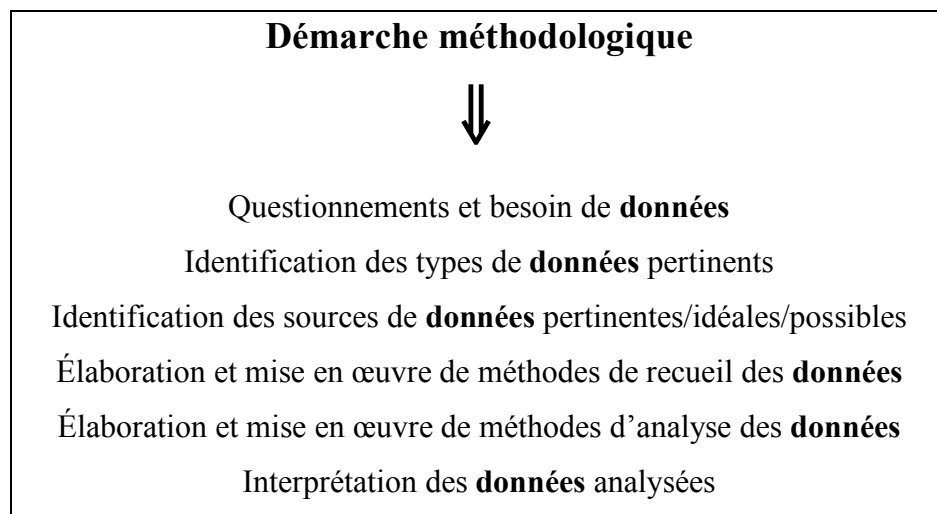 Démarche méthodologique
⇓
Questionnements et besoin de données
Identification des types de données pertinents
Identification des sources de données pertinentes/idéales/possibles
Élaboration et mise en œuvre de méthodes de recueil des données
Élaboration et mise en œuvre de méthodes d’analyse des données
Interprétation des données analysées